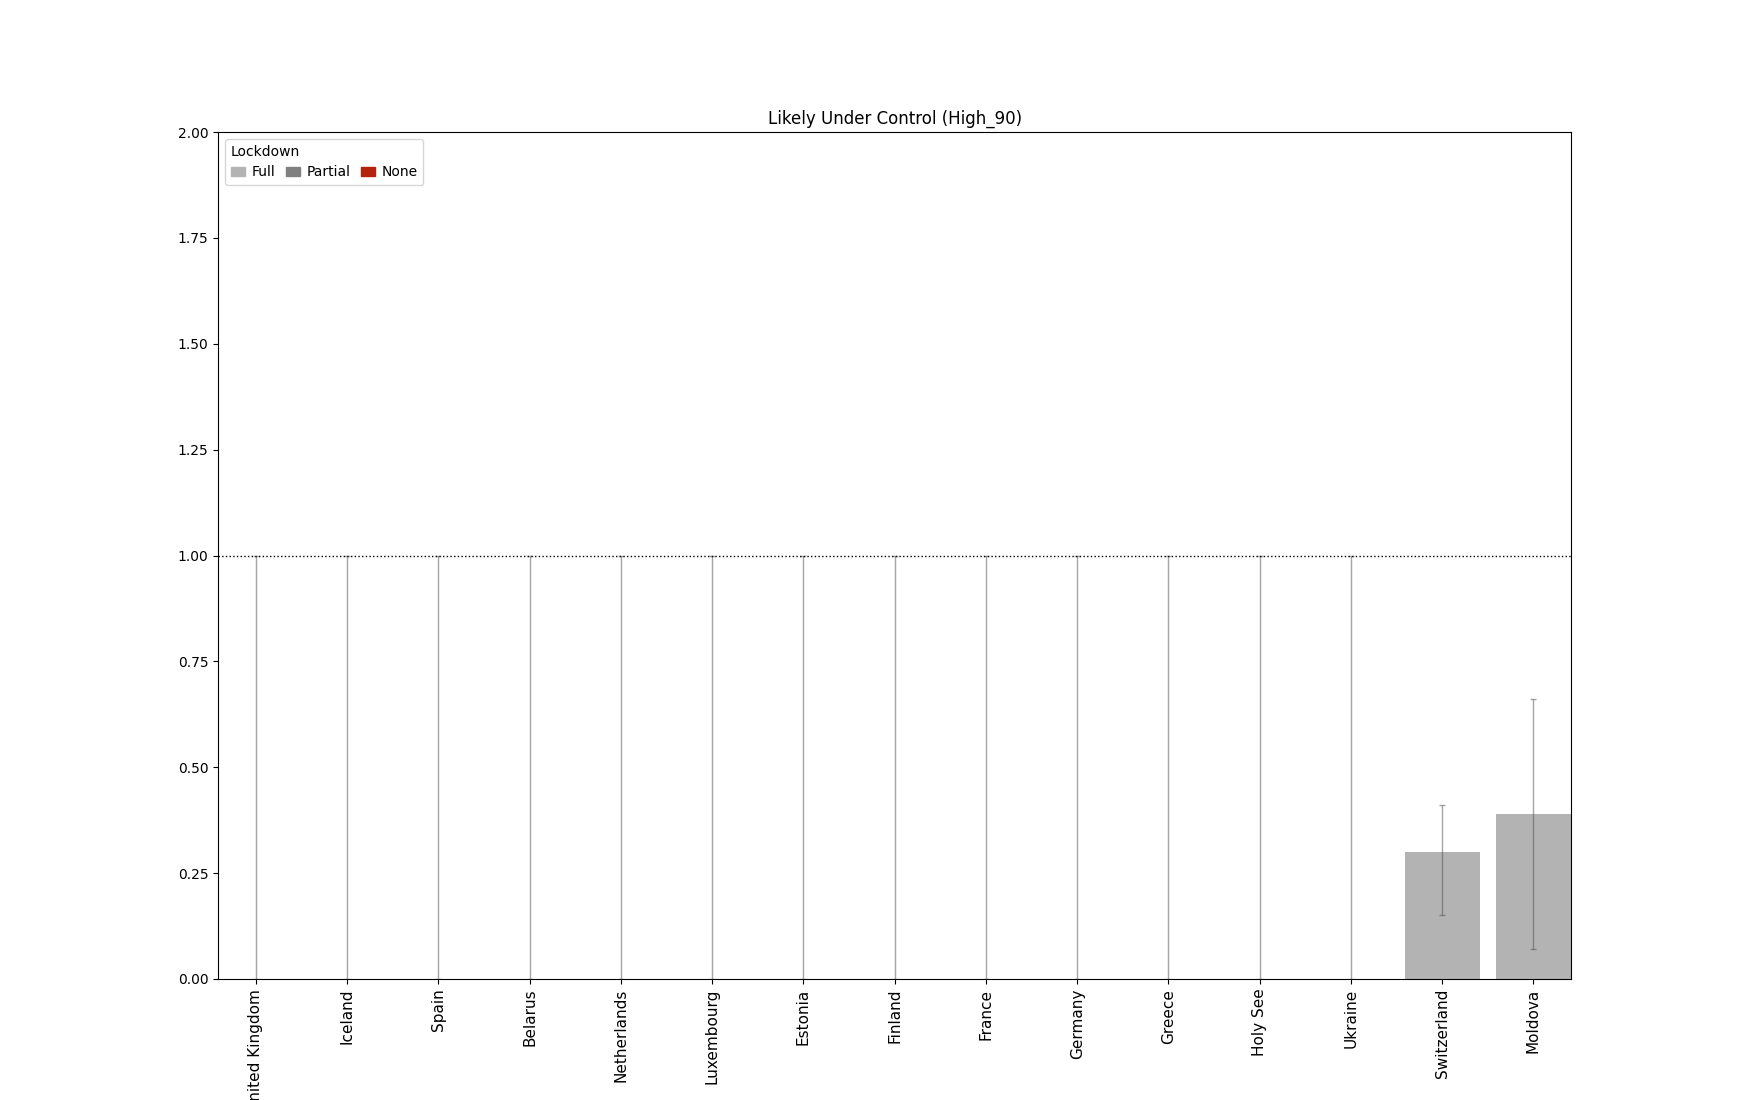 Likely Under Control (High_90)
2.00
Lockdown
Full Partial None
1.75
1.50
1.25
1.00
0.75
0.50
0.25
0.00
nited Kingdom
Iceland
Spain
Belarus
Netherlands
Luxembourg
Estonia
Finland
France
Germany
Greece
Holy See
Ukraine
Switzerland
Moldova